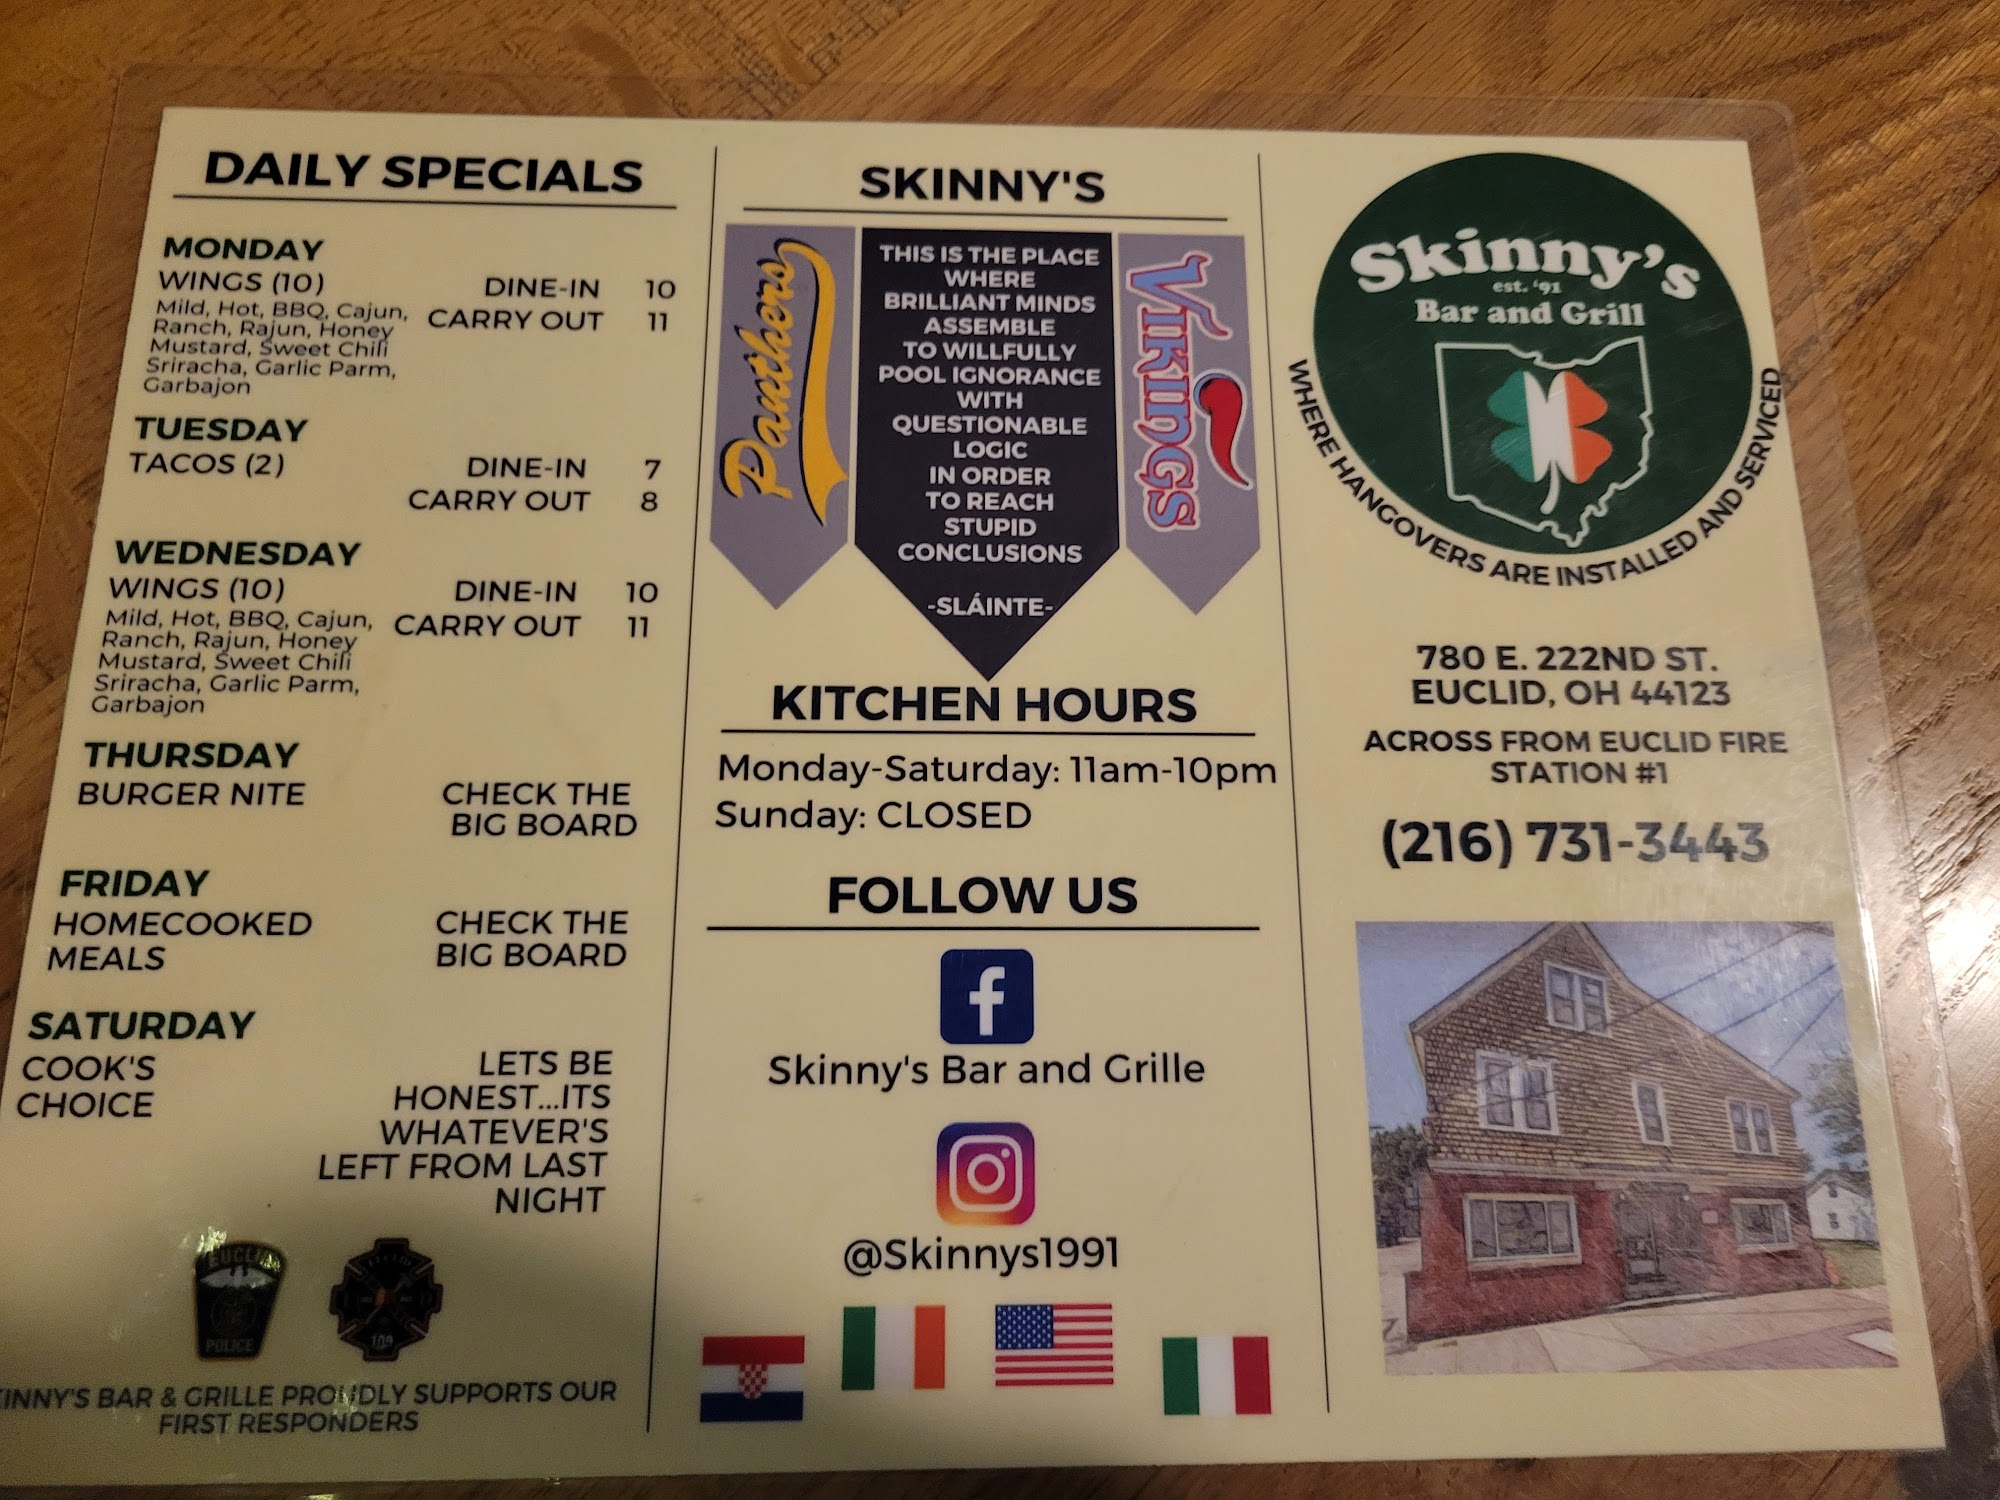 DAILY SPECIALS
MONDAY
WINGS (10) DINE-IN 10
Mild, Hot, BBQ, Cajun, CARRY OUT 11
Ranch, Rajun, Honey
Mustard, Sweet Chili
Sriracha, Garlic Parm,
Garbajon
TUESDAY
TACOS (2) DINE-IN 7
CARRY OUT 8
WEDNESDAY
WINGS (10) DINE-IN 10
Mild, Hot, BBQ, Cajun, CARRY OUT 11
Ranch, Rajun, Honey
Mustard, Sweet Chili
Sriracha, Garlic Parm,
Garbajon
THURSDAY
BURGER NITE CHECK THE
BIG BOARD
FRIDAY
HOMECOOKED CHECK THE
MEALS BIG BOARD
SATURDAY
COOK'S LETS BE
CHOICE HONEST...ITS
WHATEVER'S
LEFT FROM LAST
NIGHT
EUCLID
POLICE
109
INNY'S BAR & GRILLE PROUDLY SUPPORTS OUR
FIRST RESPONDERS
SKINNY'S
Panthers
THIS IS THE PLACE
WHERE
BRILLIANT MINDS
ASSEMBLE
TO WILLFULLY
POOL IGNORANCE
WITH
QUESTIONABLE
LOGIC
IN ORDER
TO REACH
STUPID
CONCLUSIONS
-SLÁINTE-
VIKINGS
KITCHEN HOURS
Monday-Saturday: 11am-10pm
Sunday: CLOSED
FOLLOW US
f
Skinny's Bar and Grille
@Skinnys1991
Skinny's
est. '91
Bar and Grill
WHERE HANGOVERS ARE INSTALLED AND SERVICED
780 E. 222ND ST.
EUCLID, OH 44123
ACROSS FROM EUCLID FIRE
STATION #1
(216) 731-3443